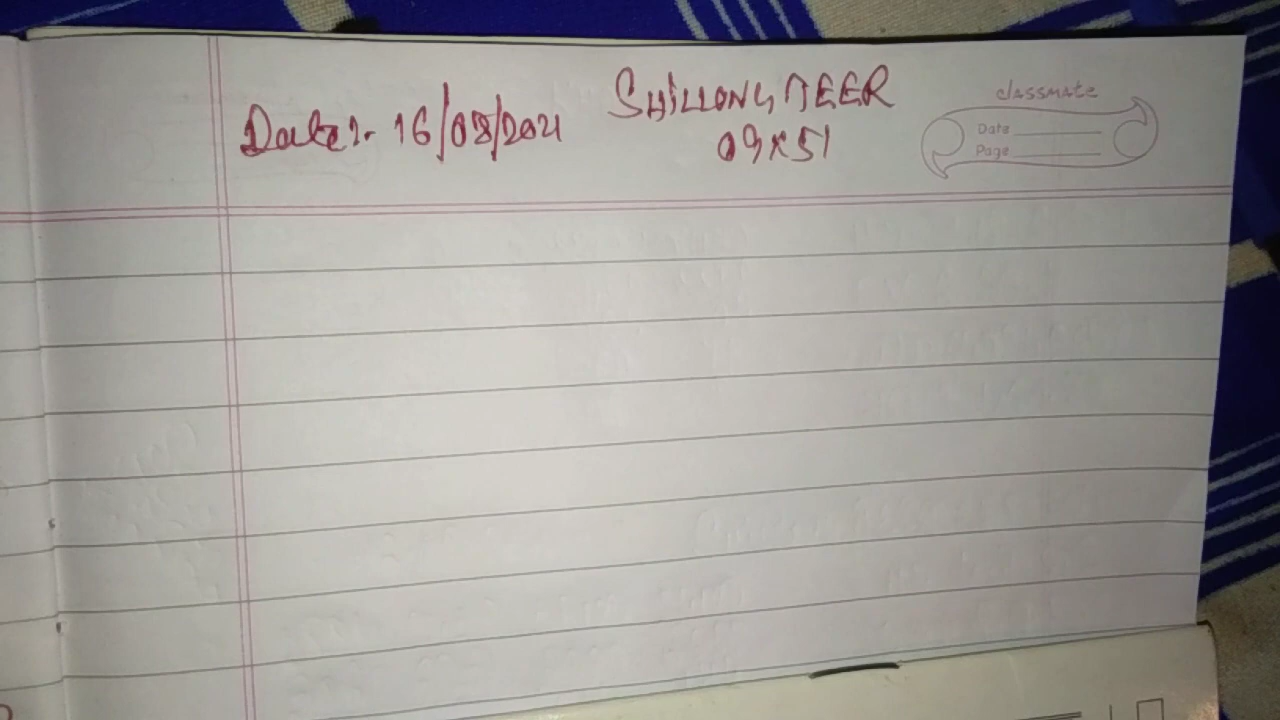 Date:- 16/08/2021
SHILLONG TEER
09x51
classmate
Date
Page